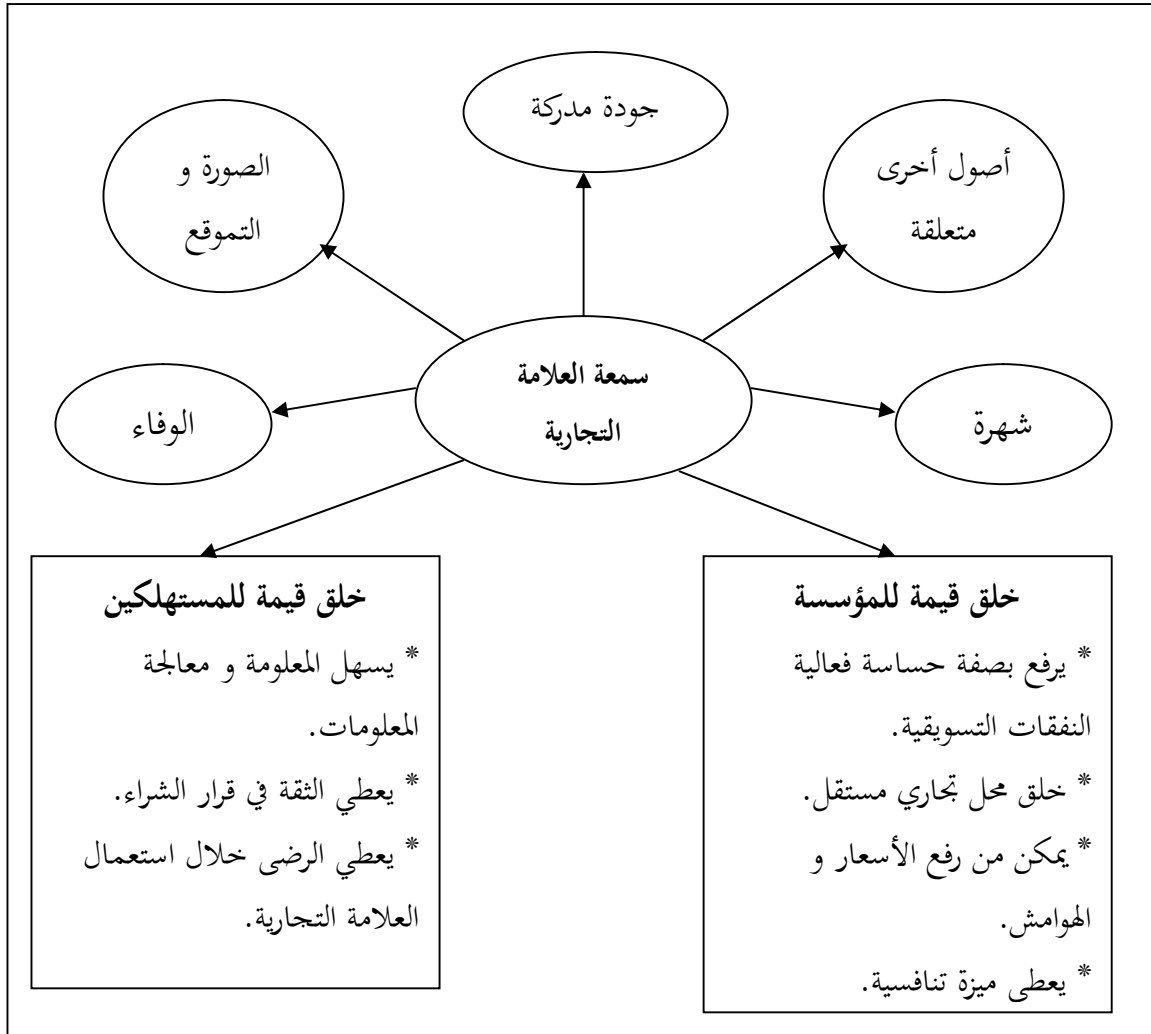 جودة مدركة
أصول أخرى
متعلقة
الصورة و
التموقع
سمعة العلامة
التجارية
شهرة
الوفاء
خلق قيمة للمؤسسة
* يرفع بصفة حساسة فعالية
النفقات التسويقية.
* خلق محل تجاري مستقل.
* يمكن من رفع الأسعار و
الهوامش.
* يعطى ميزة تنافسية.
خلق قيمة للمستهلكين
* يسهل المعلومة و معالجة
المعلومات.
* يعطي الثقة في قرار الشراء.
* يعطي الرضى خلال استعمال
العلامة التجارية.